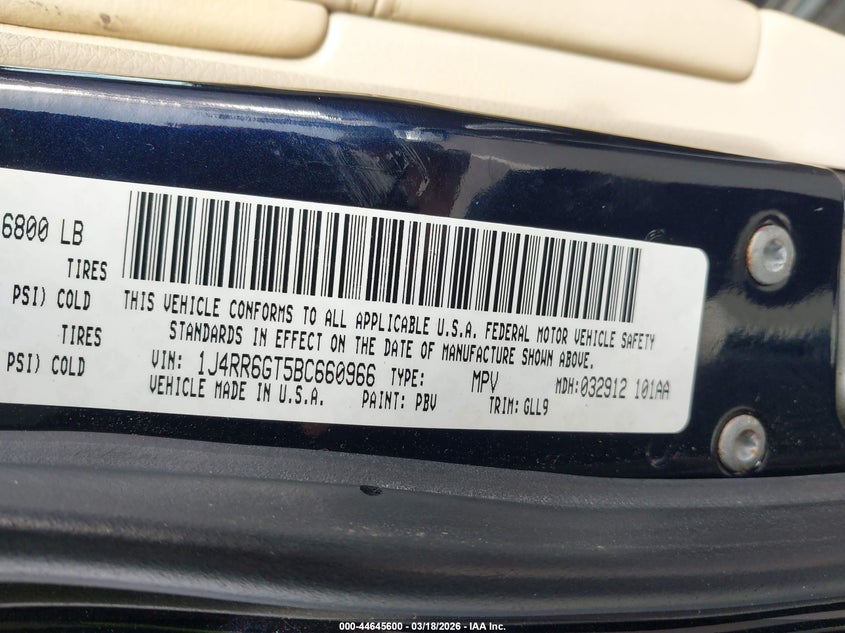 6800 LB
TIRES
PSI) COLD
THIS VEHICLE CONFORMS TO ALL APPLICABLE U.S.A. FEDERAL MOTOR VEHICLE SAFETY
TIRES
STANDARDS IN EFFECT ON THE DATE OF MANUFACTURE SHOWN ABOVE.
PSI) COLD
VIN: 1J4RR6GT5BC660966 TYPE: MPV MDH:032912 101AA
VEHICLE MADE IN U.S.A. PAINT: PBV TRIM: GLL9
000-44645600 - 03/18/2026 - IAA Inc.